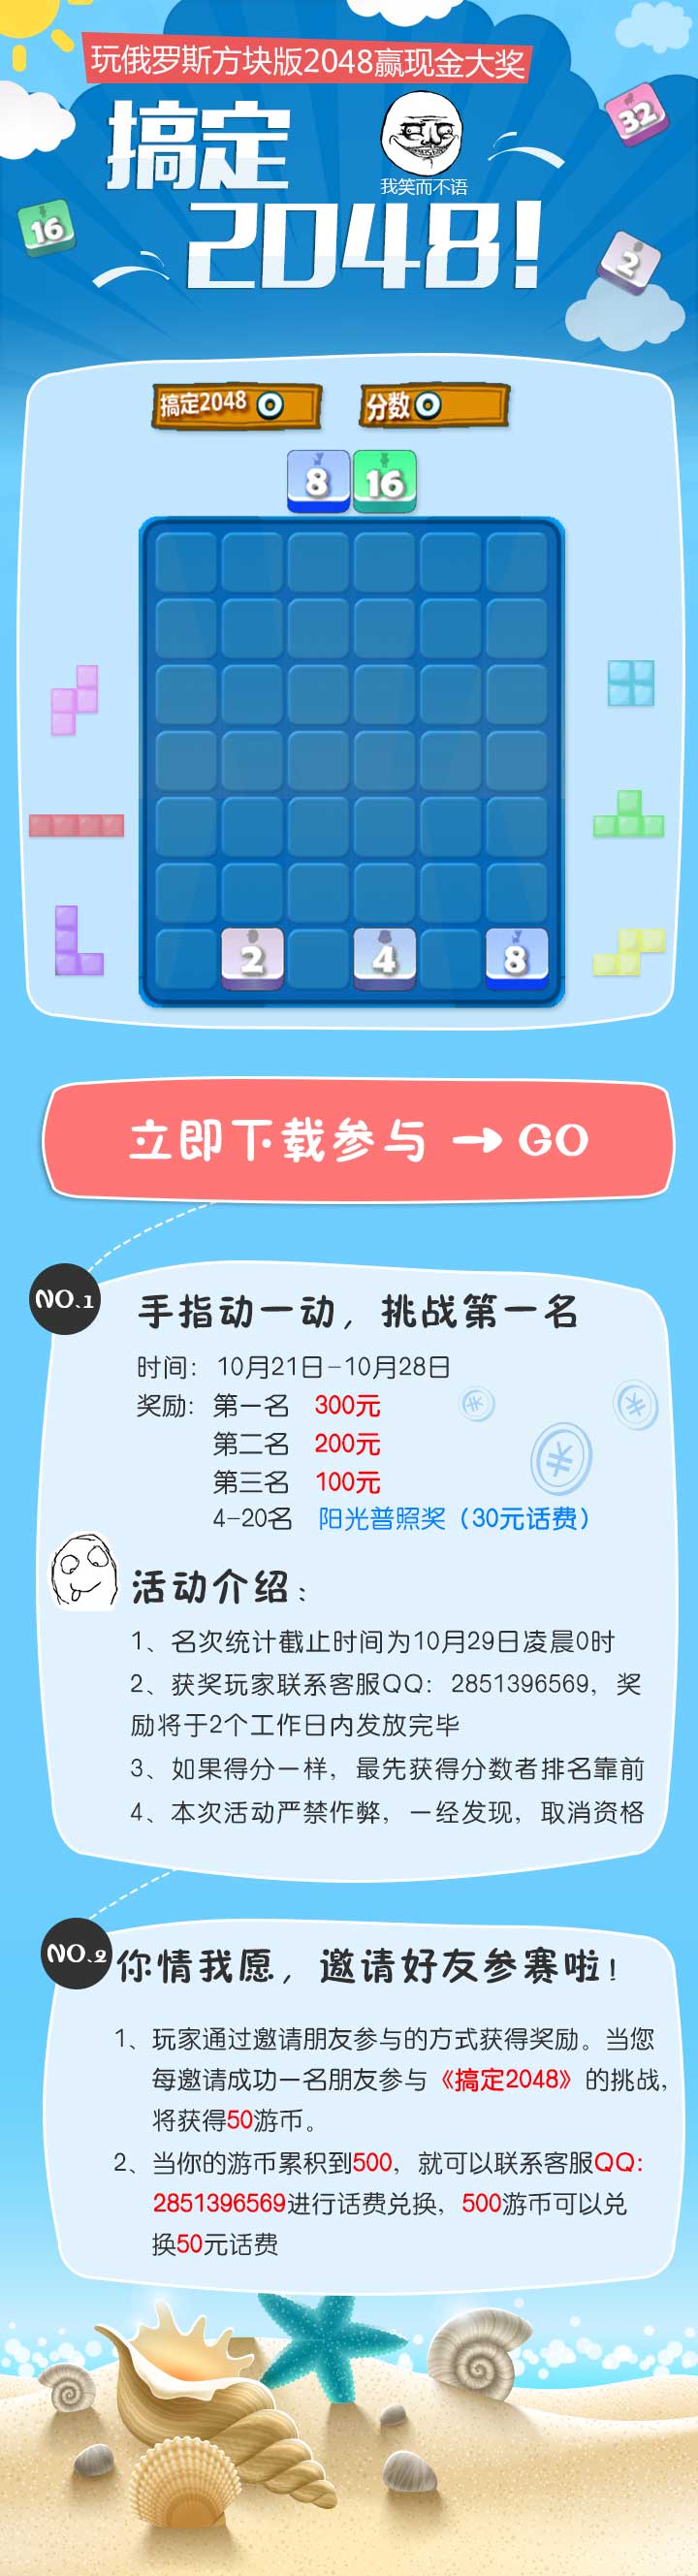 玩俄罗斯方块版2048赢现金大奖
搞定
我笑而不语
2048!
32
16
2
搞定2048 0
分数 0
8 16
2 4 8
立即下载参与 → GO
NO.1
手指动一动，挑战第一名
时间：10月21日-10月28日
奖励：第一名 300元
第二名 200元
第三名 100元
4-20名 阳光普照奖（30元话费）
活动介绍：
1、名次统计截止时间为10月29日凌晨0时
2、获奖玩家联系客服QQ：2851396569，奖
励将于2个工作日内发放完毕
3、如果得分一样，最先获得分数者排名靠前
4、本次活动严禁作弊，一经发现，取消资格
NO.2
你情我愿，邀请好友参赛啦！
1、玩家通过邀请朋友参与的方式获得奖励。当您
每邀请成功一名朋友参与《搞定2048》的挑战，
将获得50游币。
2、当你的游币累积到500，就可以联系客服QQ：
2851396569进行话费兑换，500游币可以兑
换50元话费